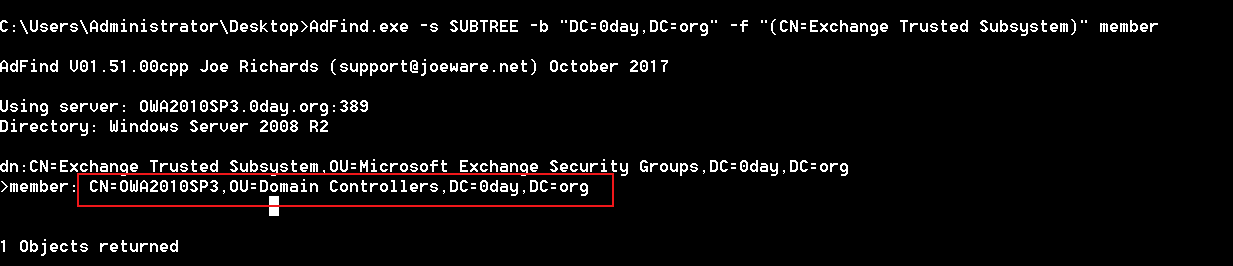 C:\Users\Administrator\Desktop>AdFind.exe -s SUBTREE -b "DC=0day,DC=org" -f "(CN=Exchange Trusted Subsystem)" member
AdFind V01.51.00cpp Joe Richards (support@joeware.net) October 2017
Using server: OWA2010SP3.0day.org:389
Directory: Windows Server 2008 R2
dn:CN=Exchange Trusted Subsystem,OU=Microsoft Exchange Security Groups,DC=0day,DC=org
>member: CN=OWA2010SP3,OU=Domain Controllers,DC=0day,DC=org
1 Objects returned